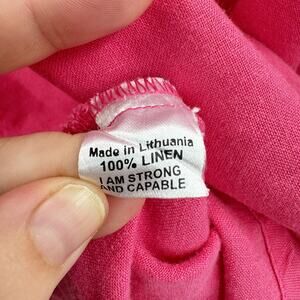 Made in Lithuania
100% LINEN
I AM STRONG
AND CAPABLE